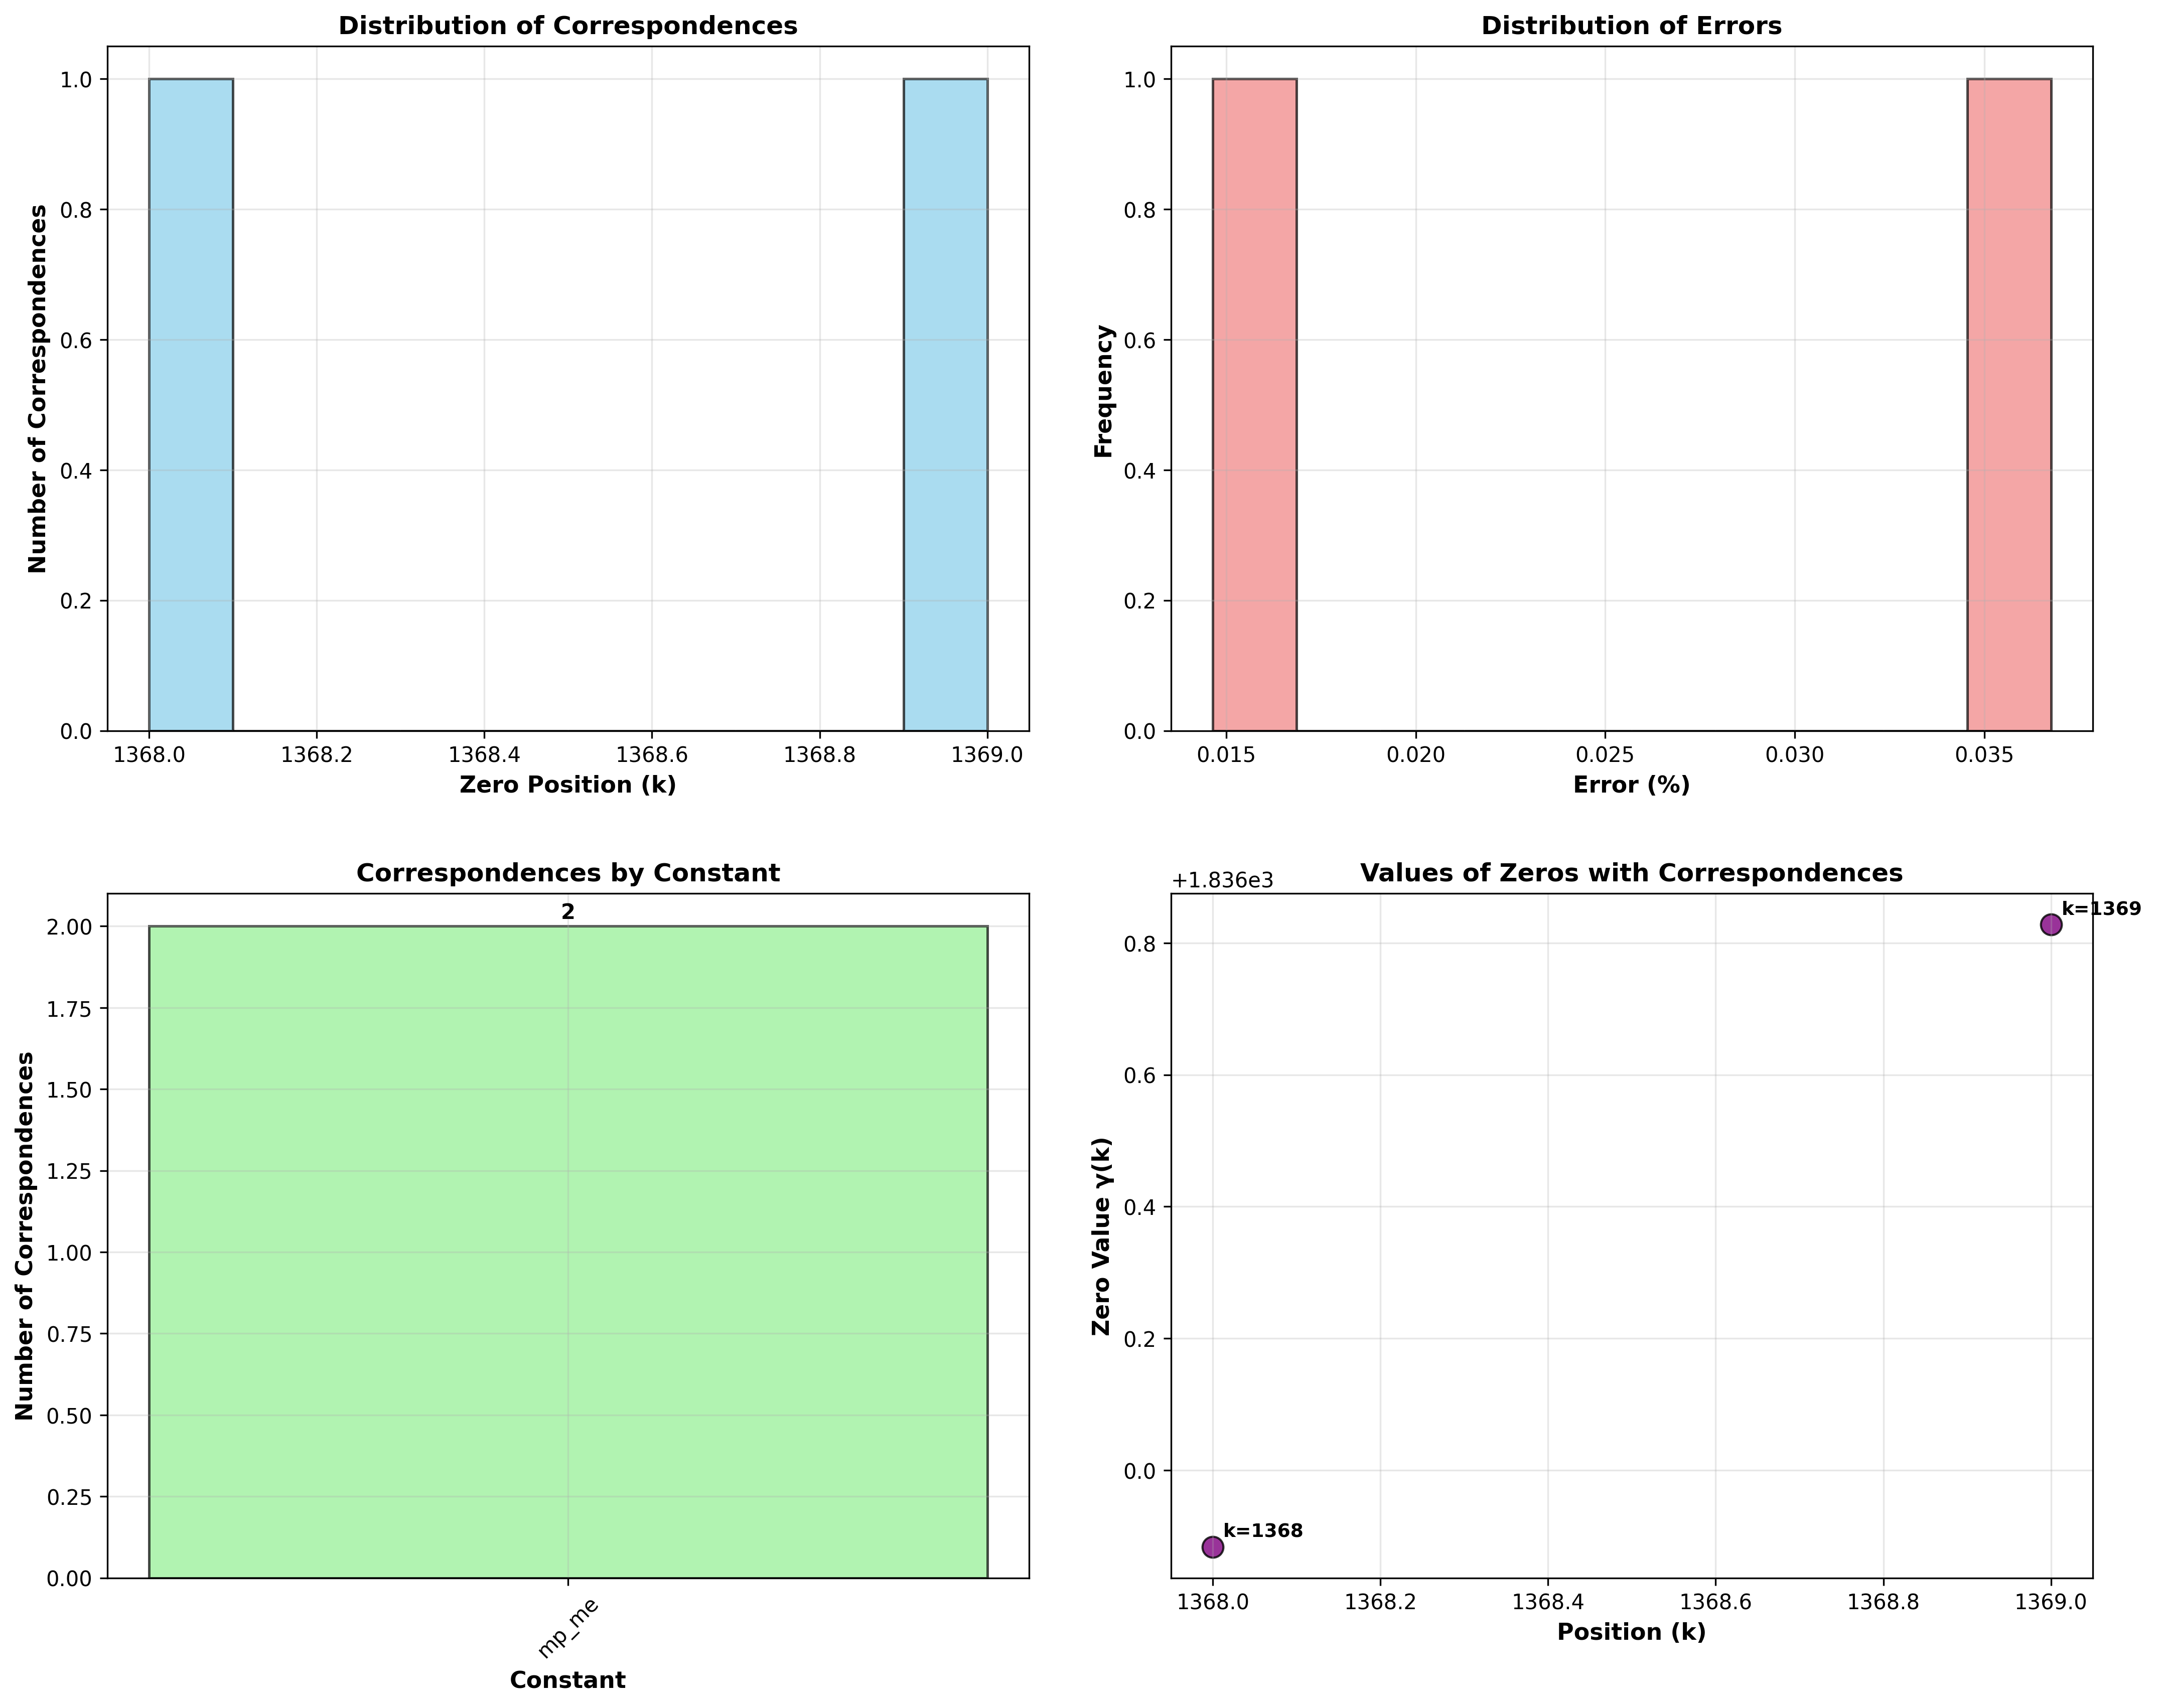 Distribution of Correspondences
Number of Correspondences
1.0
0.8
0.6
0.4
0.2
0.0
1368.0 1368.2 1368.4 1368.6 1368.8 1369.0
Zero Position (k)
Distribution of Errors
Frequency
1.0
0.8
0.6
0.4
0.2
0.0
0.015 0.020 0.025 0.030 0.035
Error (%)
Correspondences by Constant
Number of Correspondences
2
2.00
1.75
1.50
1.25
1.00
0.75
0.50
0.25
0.00
mp_me
Constant
Values of Zeros with Correspondences
+1.836e3
Zero Value γ(k)
k=1369
0.8
0.6
0.4
0.2
0.0
k=1368
1368.0 1368.2 1368.4 1368.6 1368.8 1369.0
Position (k)